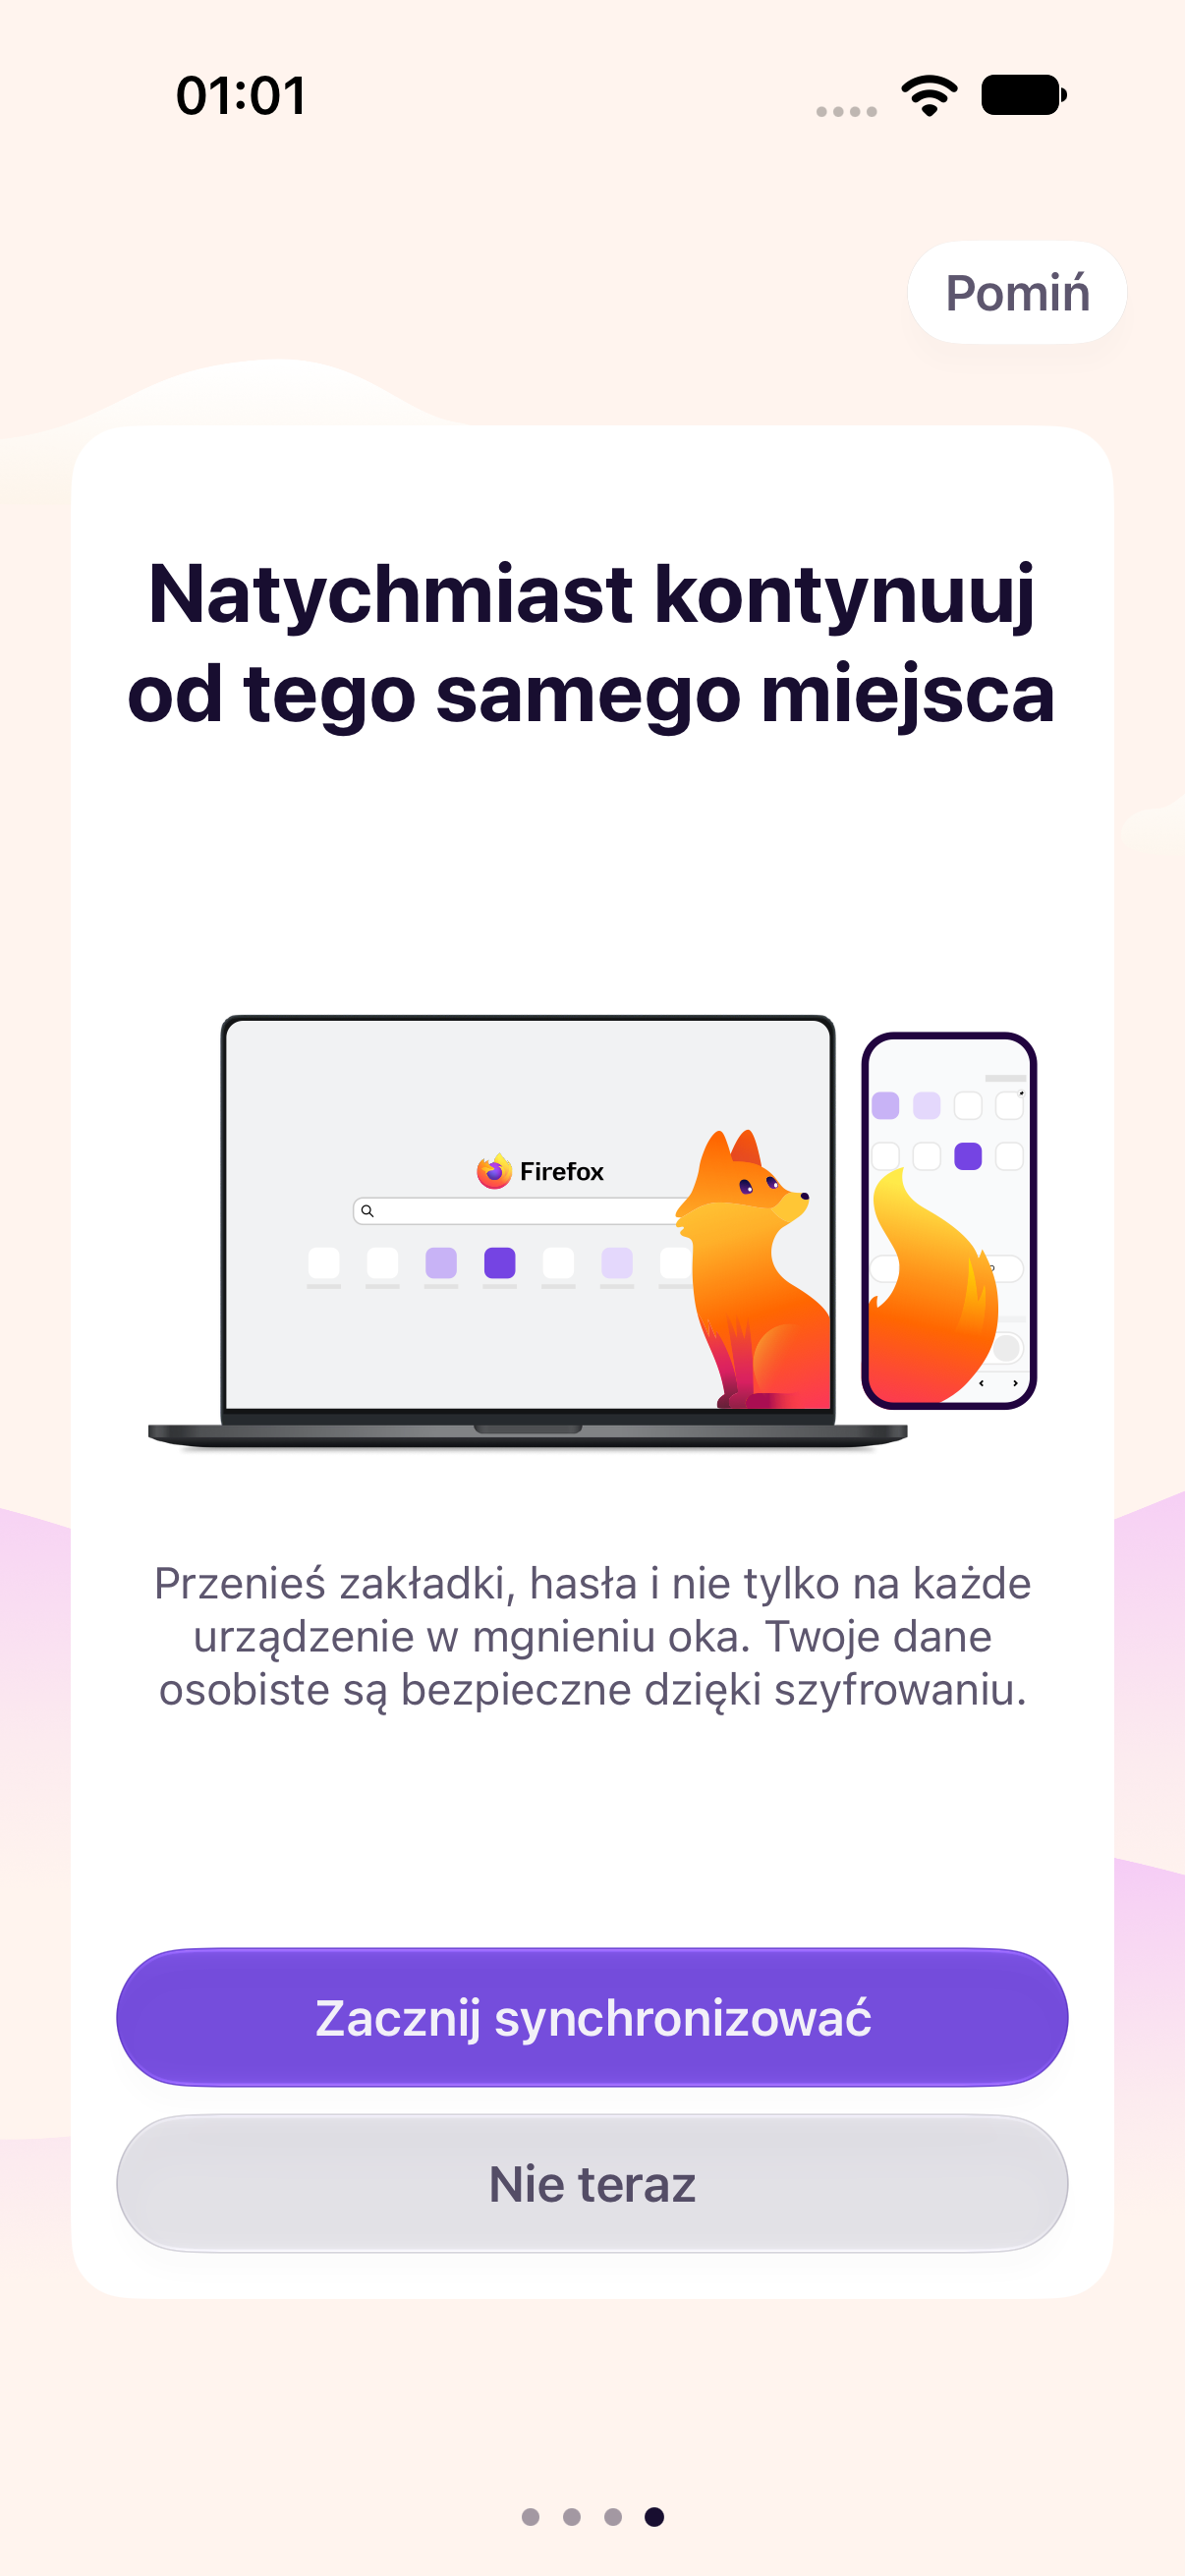 01:01
Pomiń
Natychmiast kontynuuj
od tego samego miejsca
Firefox
Przenieś zakładki, hasła i nie tylko na każde
urządzenie w mgnieniu oka. Twoje dane
osobiste są bezpieczne dzięki szyfrowaniu.
Zacznij synchronizować
Nie teraz